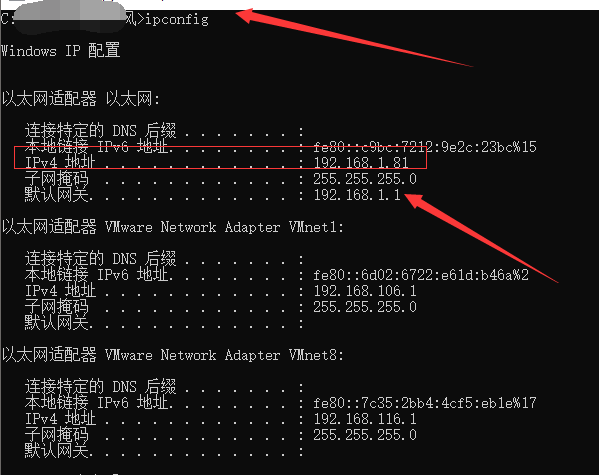 C:风>ipconfig
Windows IP 配置
以太网适配器 以太网:
连接特定的 DNS 后缀 . . . . . . . :
本地链接 IPv6 地址. . . . . . . . : fe80::c9bc:7212:9e2c:23bc%15
IPv4 地址 . . . . . . . . . . . . : 192.168.1.81
子网掩码 . . . . . . . . . . . . : 255.255.255.0
默认网关. . . . . . . . . . . . . : 192.168.1.1
以太网适配器 VMware Network Adapter VMnet1:
连接特定的 DNS 后缀 . . . . . . . :
本地链接 IPv6 地址. . . . . . . . : fe80::6d02:6722:e61d:b46a%2
IPv4 地址 . . . . . . . . . . . . : 192.168.106.1
子网掩码 . . . . . . . . . . . . : 255.255.255.0
默认网关. . . . . . . . . . . . . :
以太网适配器 VMware Network Adapter VMnet8:
连接特定的 DNS 后缀 . . . . . . . :
本地链接 IPv6 地址. . . . . . . . : fe80::7c35:2bb4:4cf5:eb1e%17
IPv4 地址 . . . . . . . . . . . . : 192.168.116.1
子网掩码 . . . . . . . . . . . . : 255.255.255.0